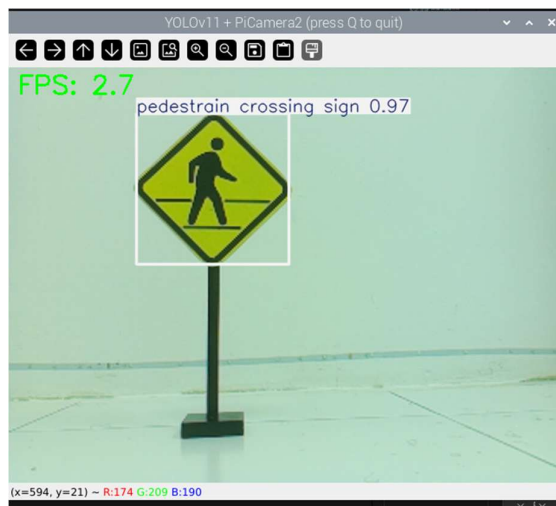 YOLOv11 + PiCamera2 (press Q to quit)
FPS: 2.7
pedestrain crossing sign 0.97
(x=594, y=21) ~ R:174 G:209 B:190